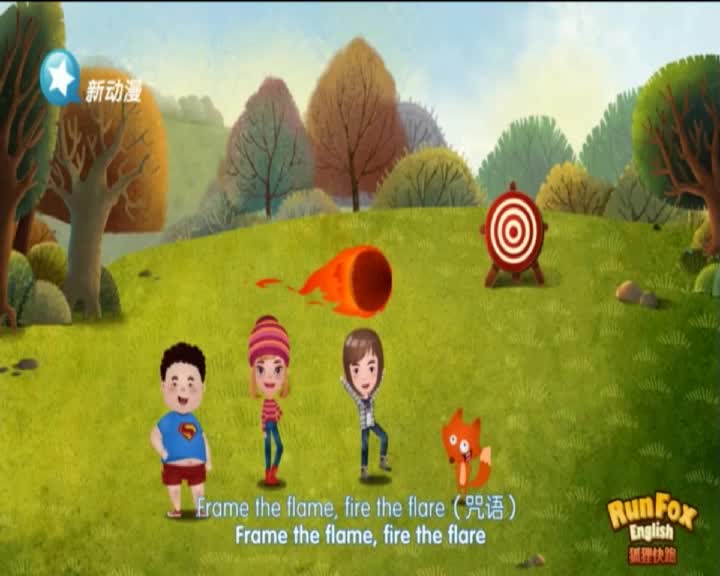 新动漫
Frame the flame, fire the flare（咒语）
Frame the flame, fire the flare
RunFox
English
狐狸快跑